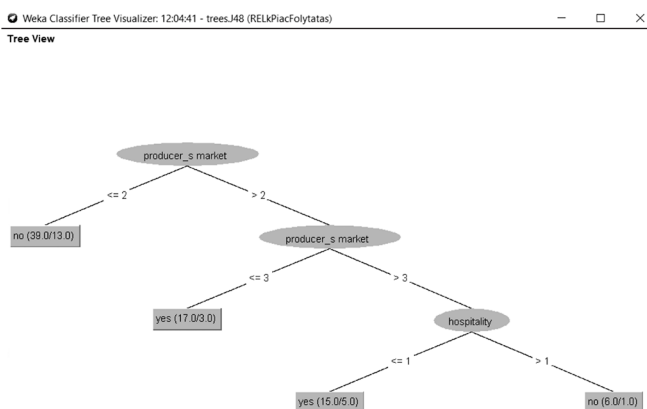 Weka Classifier Tree Visualizer: 12:04:41 - trees.J48 (RELkPiacFolytatas)
Tree View
producer_s market
<= 2
> 2
no (39.0/13.0)
producer_s market
<= 3
> 3
yes (17.0/3.0)
hospitality
<= 1
> 1
yes (15.0/5.0)
no (6.0/1.0)